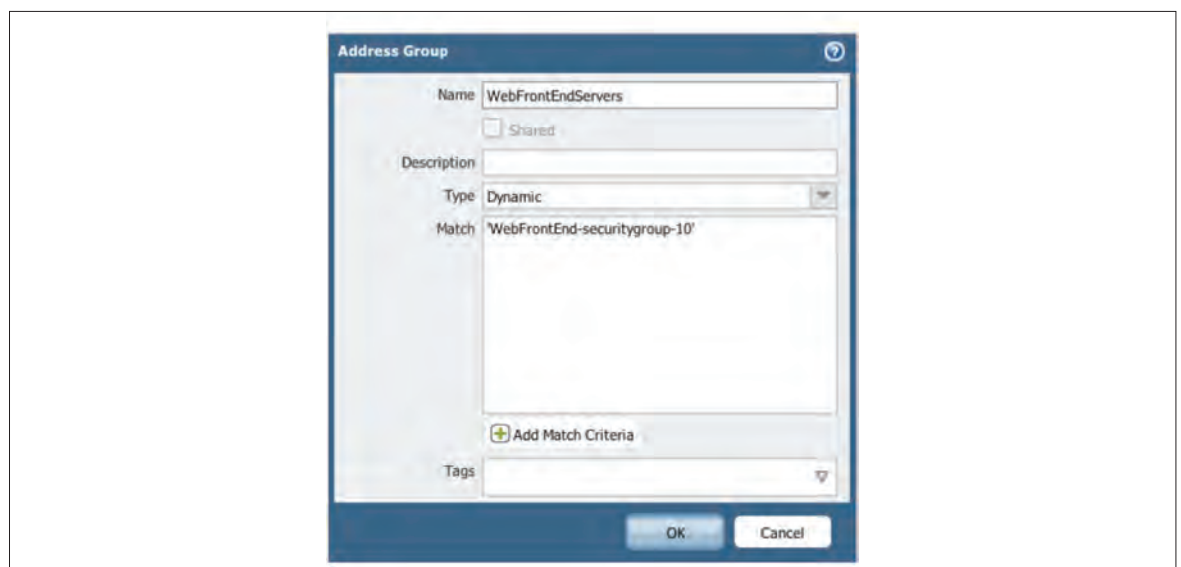 Address Group
Name WebFrontEndServers
Shared
Description
Type Dynamic
Match 'WebFrontEnd-securitygroup-10'
Add Match Criteria
Tags
OK Cancel